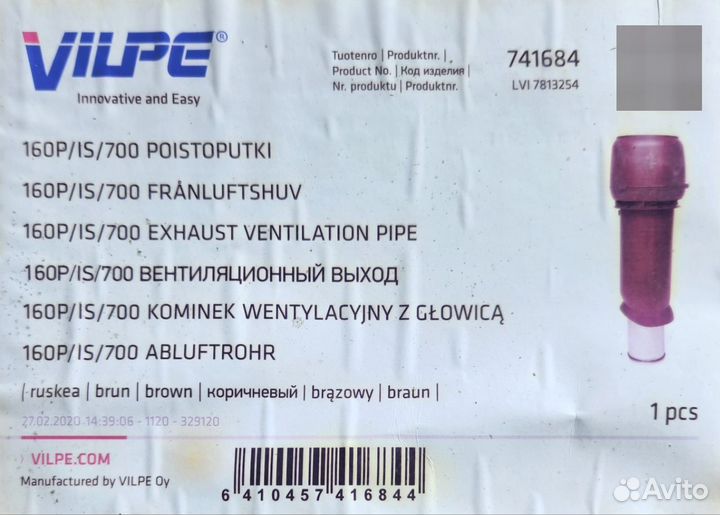 VILPE®
Innovative and Easy
Tuotenro | Produktnr. |
Product No. | Код изделия |
Nr. produktu | Produktnr.
741684
LVI 7813254
160P/IS/700 POISTOPUTKI
160P/IS/700 FRÅNLUFTSHUV
160P/IS/700 EXHAUST VENTILATION PIPE
160P/IS/700 ВЕНТИЛЯЦИОННЫЙ ВЫХОД
160P/IS/700 KOMINEK WENTYLACYJNY Z GŁOWICĄ
160P/IS/700 ABLUFTROHR
| ruskea | brun | brown | коричневый | brązowy | braun |
1 pcs
27.02.2020 14:39:06 - 1120 - 329120
VILPE.COM
Manufactured by VILPE Oy
6 410457 416844
Avito